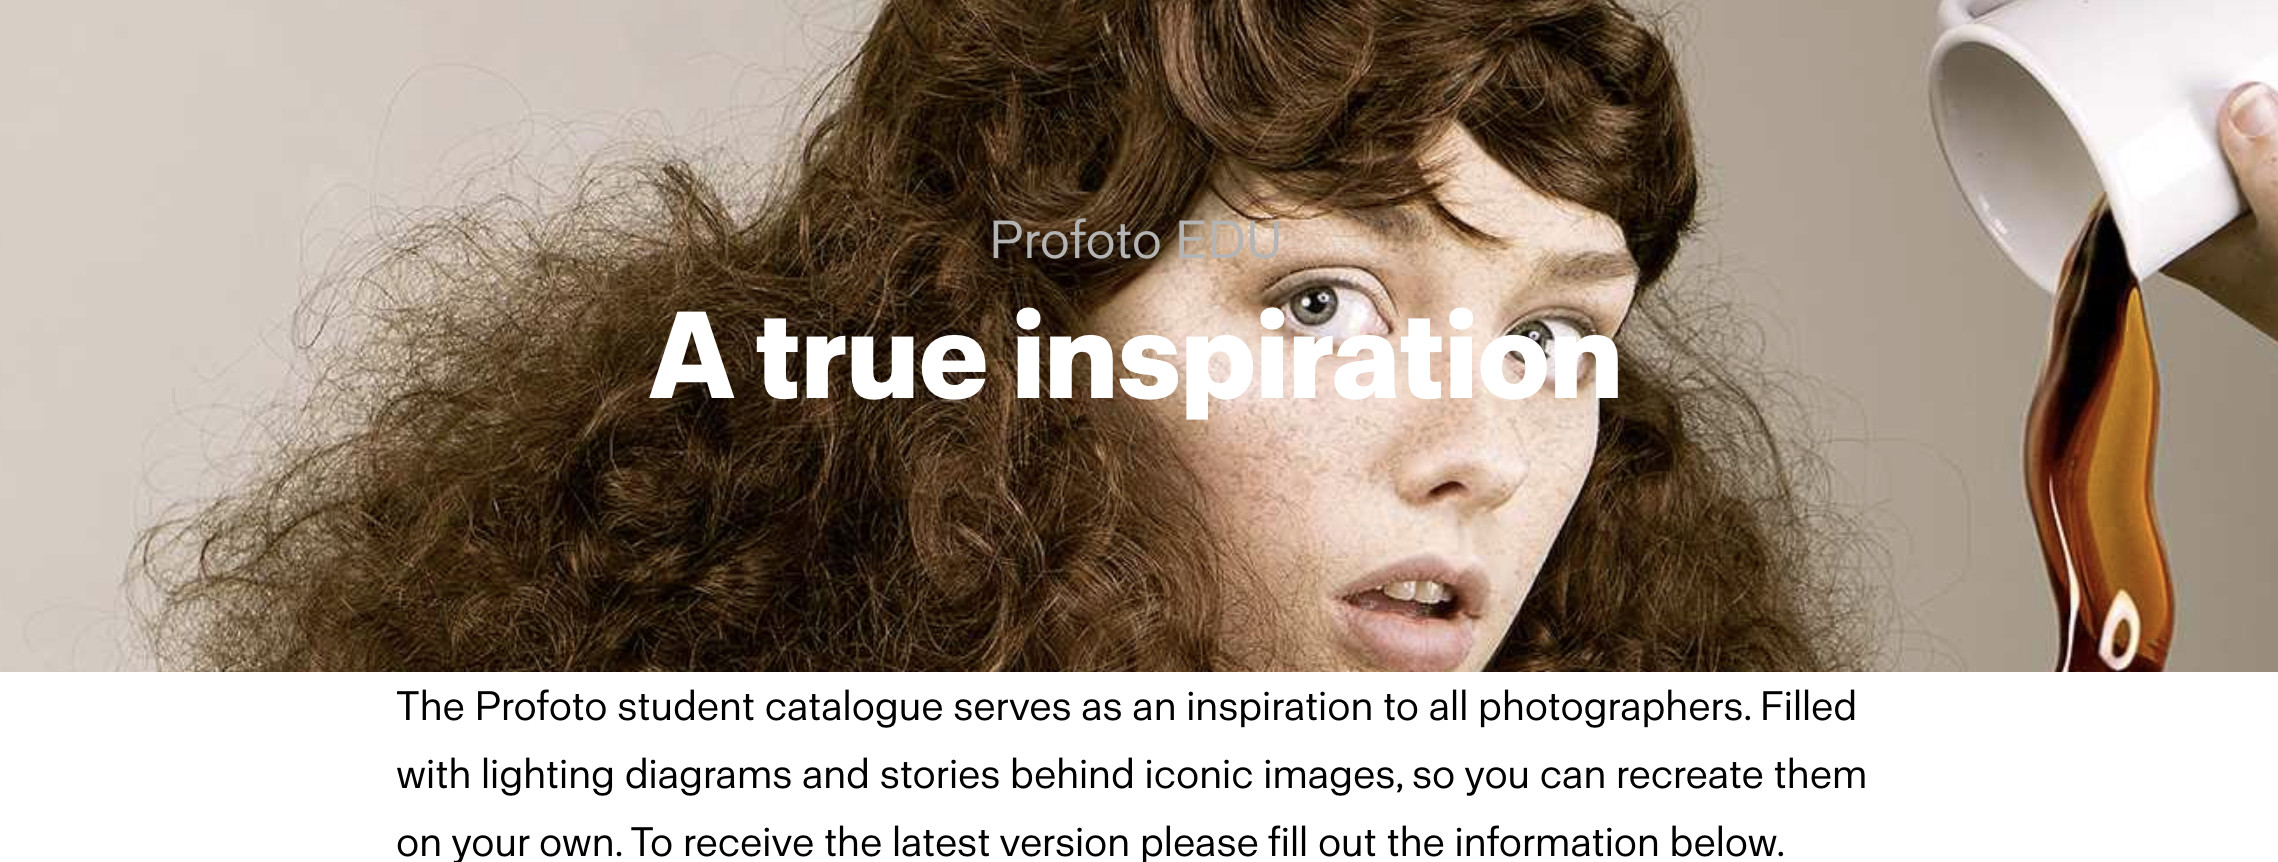 Profoto EDU
A true inspiration
The Profoto student catalogue serves as an inspiration to all photographers. Filled
with lighting diagrams and stories behind iconic images, so you can recreate them
on your own. To receive the latest version please fill out the information below.